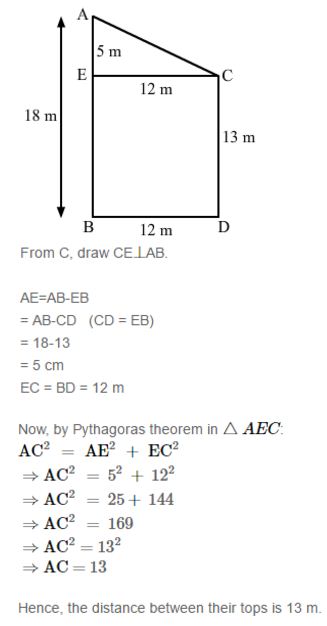 A
5 m
E
C
12 m
18 m
13 m
B
12 m
D
From C, draw CE⊥AB.
AE=AB-EB
= AB-CD (CD = EB)
= 18-13
= 5 cm
EC = BD = 12 m
Now, by Pythagoras theorem in △ AEC:
AC² = AE² + EC²
⇒ AC² = 5² + 12²
⇒ AC² = 25 + 144
⇒ AC² = 169
⇒ AC² = 13²
⇒ AC = 13
Hence, the distance between their tops is 13 m.